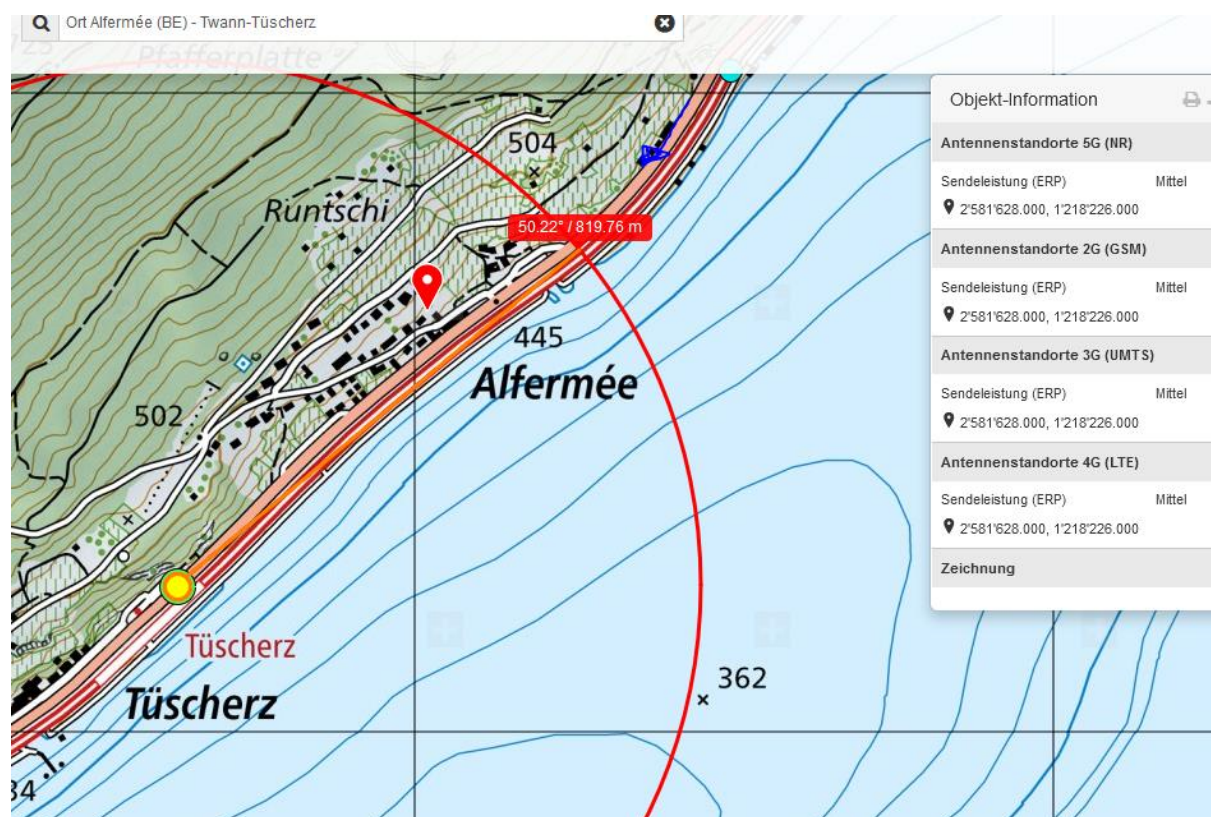 Ort Alfermée (BE) - Twann-Tüscherz
Pfafferplatte
504
Runtschi
50.22° / 819.76 m
445
Alfermée
502
Tüscherz
Tüscherz
362
34
Objekt-Information
Antennenstandorte 5G (NR)
Sendeleistung (ERP) Mittel
2'581'628.000, 1'218'226.000
Antennenstandorte 2G (GSM)
Sendeleistung (ERP) Mittel
2'581'628.000, 1'218'226.000
Antennenstandorte 3G (UMTS)
Sendeleistung (ERP) Mittel
2'581'628.000, 1'218'226.000
Antennenstandorte 4G (LTE)
Sendeleistung (ERP) Mittel
2'581'628.000, 1'218'226.000
Zeichnung